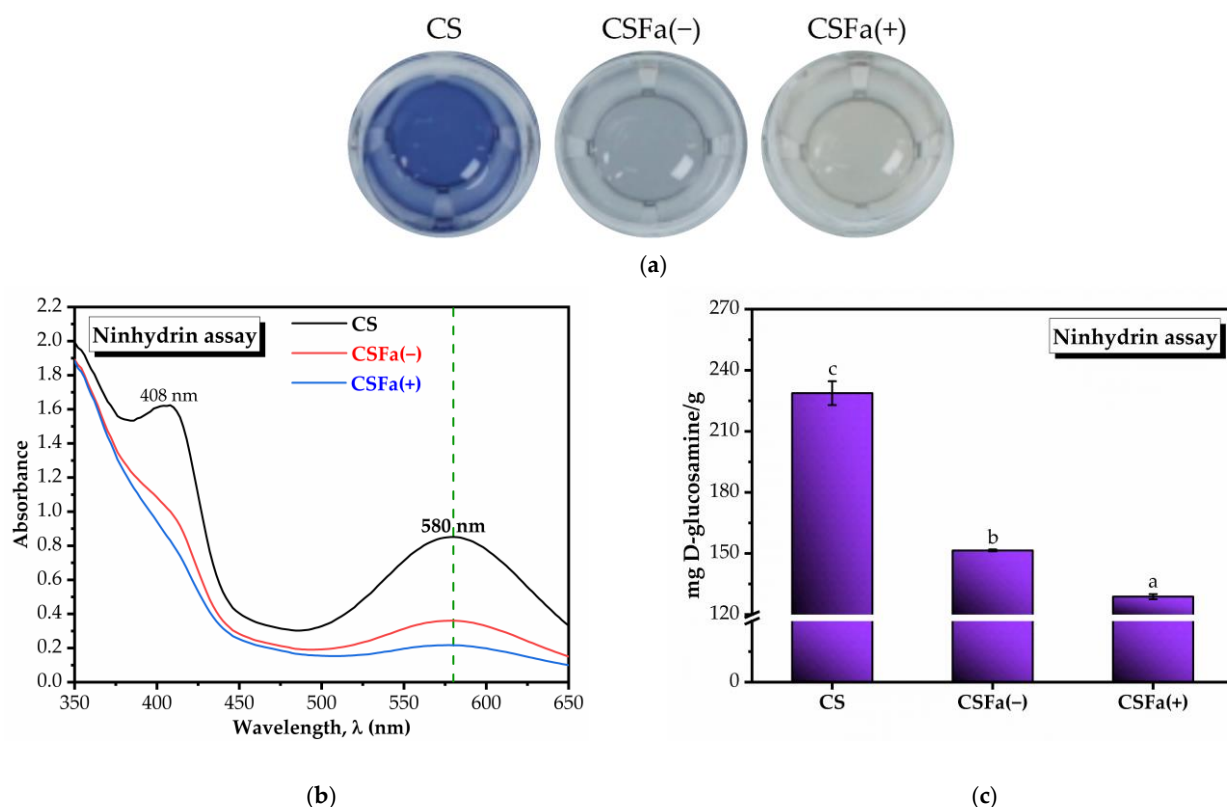 CS CSFa(−) CSFa(+)
(a)
2.2
2.0
1.8
1.6
1.4
1.2
1.0
0.8
0.6
0.4
0.2
0.0
Absorbance
Ninhydrin assay
CS
CSFa(−)
CSFa(+)
408 nm
580 nm
350 400 450 500 550 600 650
Wavelength, λ (nm)
(b)
270
240
210
180
150
120
0
mg D-glucosamine/g
Ninhydrin assay
c
b
a
CS CSFa(−) CSFa(+)
(c)